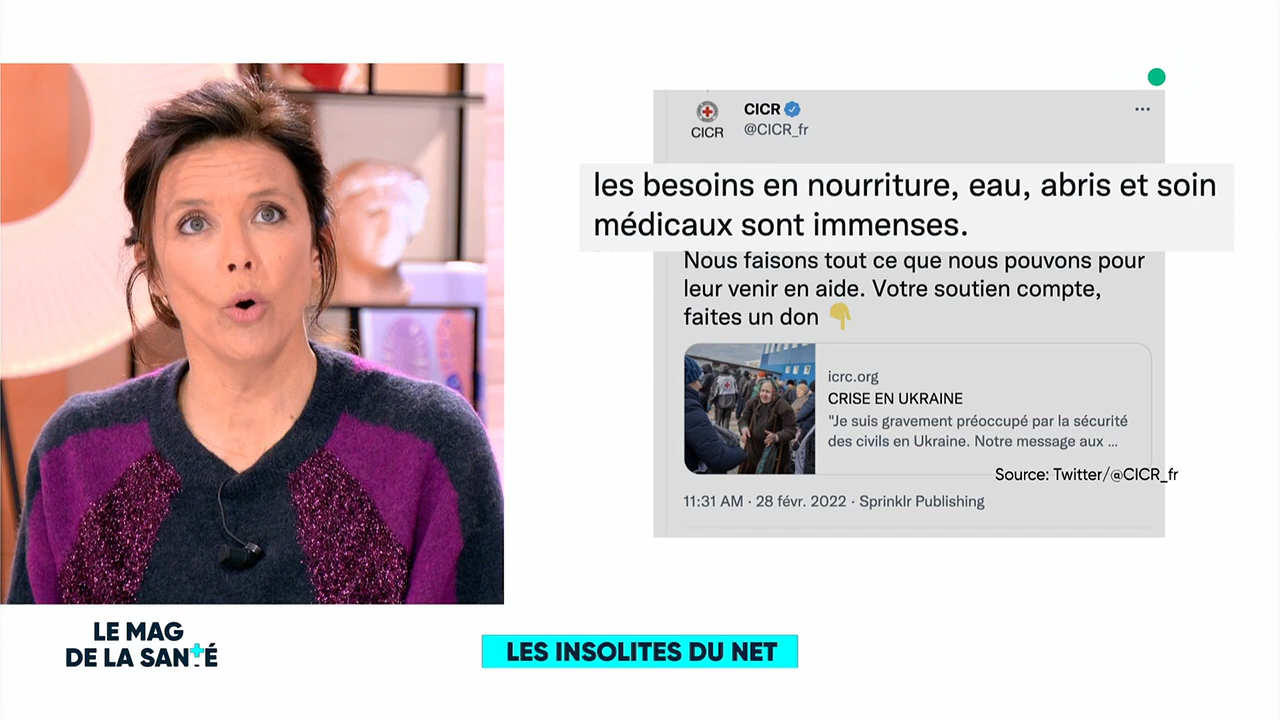 CICR
@CICR_fr
CICR
les besoins en nourriture, eau, abris et soin
médicaux sont immenses.
Nous faisons tout ce que nous pouvons pour
leur venir en aide. Votre soutien compte,
faites un don 👇
icrc.org
CRISE EN UKRAINE
"Je suis gravement préoccupé par la sécurité
des civils en Ukraine. Notre message aux ...
Source: Twitter/@CICR_fr
11:31 AM · 28 févr. 2022 · Sprinklr Publishing
LE MAG
DE LA SANTÉ
LES INSOLITES DU NET